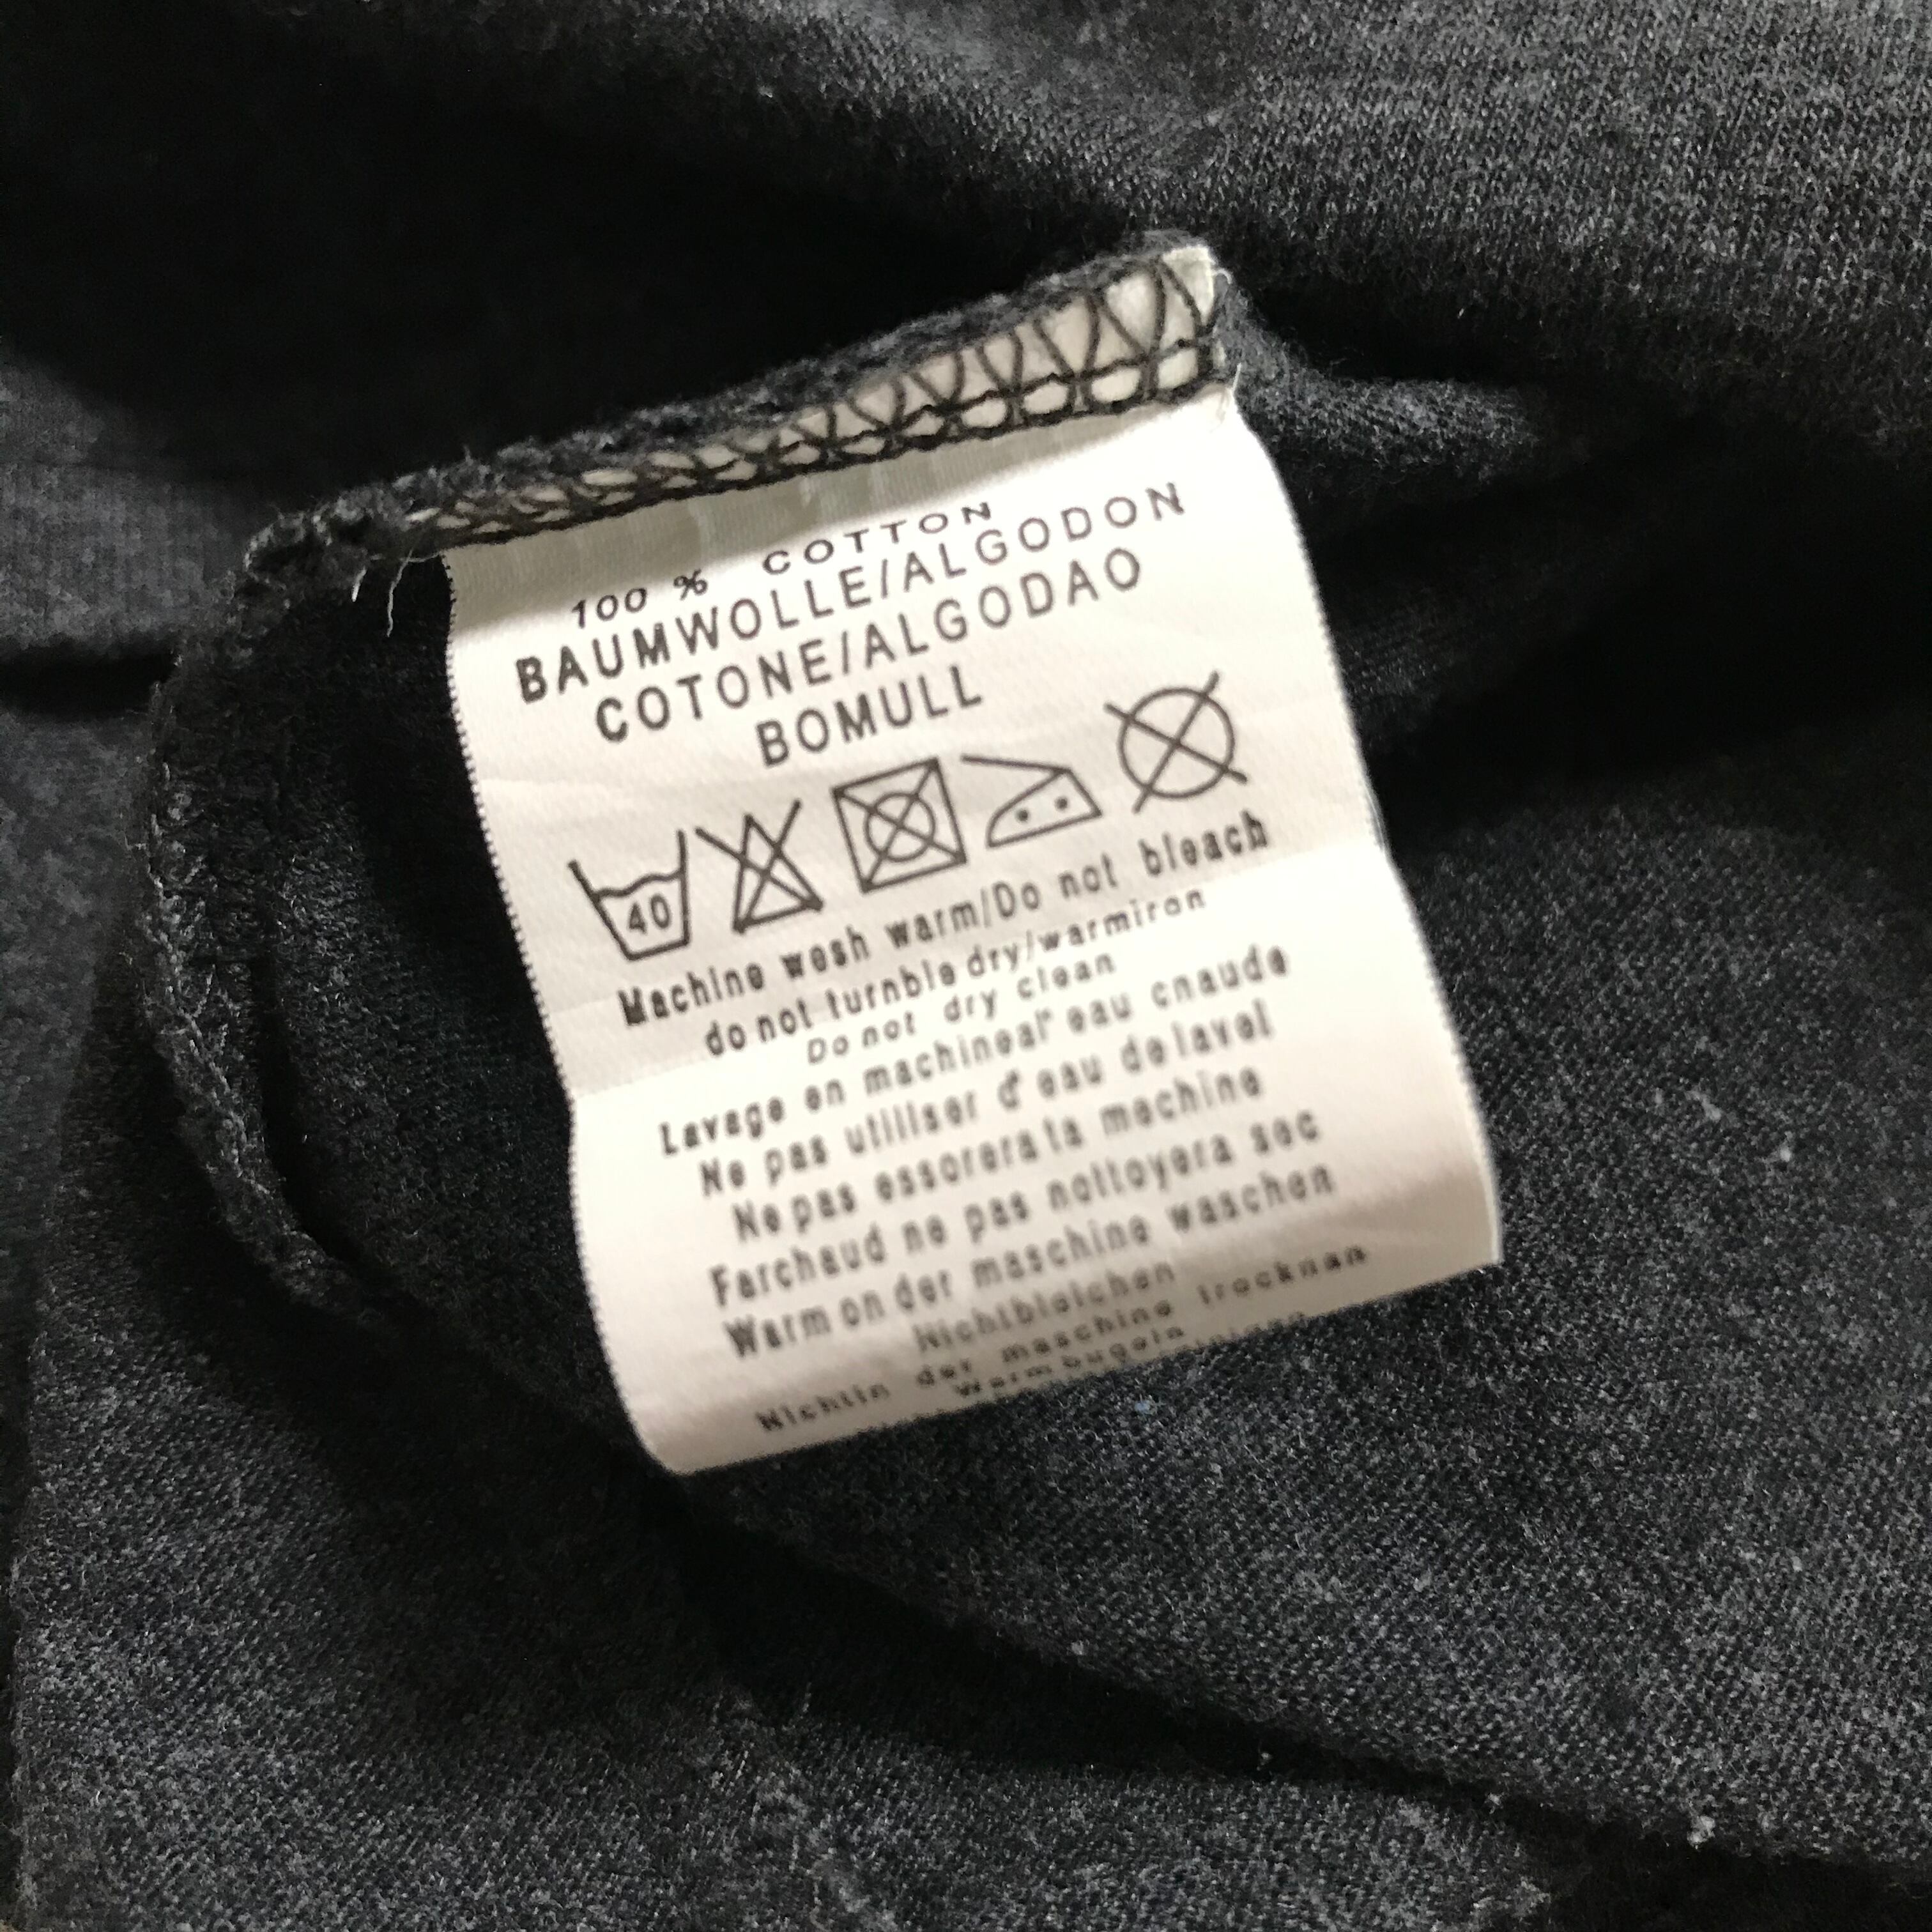 100 % COTTON
BAUMWOLLE/ALGODON
COTONE/ALGODAO
BOMULL
40
Machine wesh warm/Do not bleach
do not turnble dry/warmiron
Do not dry clean
Lavage en machineal' eau cnaude
Ne pas utiliser d' eau de lavel
Ne pas essorera ta mechine
Farchaud ne pas nottoyera sec
Warm on der maschine waschen
Nichtbleichen
Nichtin der maschine trocknan
Warmbugoln